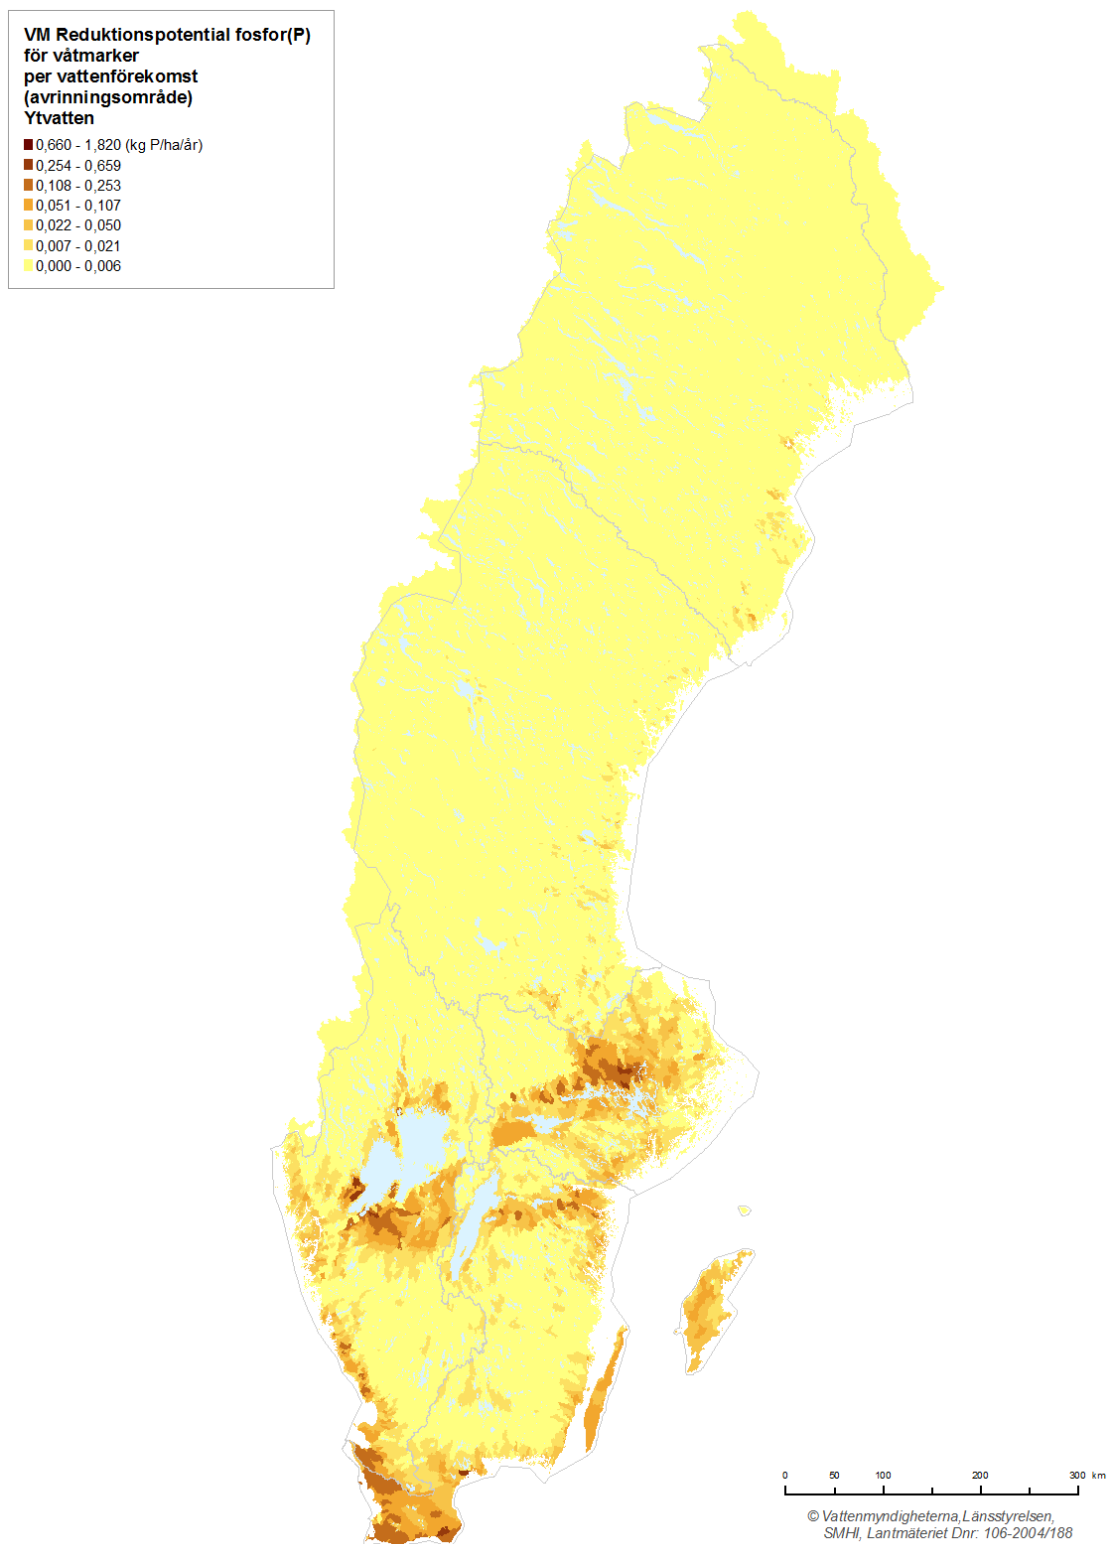 VM Reduktionspotential fosfor(P)
för våtmarker
per vattenförekomst
(avrinningsområde)
Ytvatten
0,660 - 1,820 (kg P/ha/år)
0,254 - 0,659
0,108 - 0,253
0,051 - 0,107
0,022 - 0,050
0,007 - 0,021
0,000 - 0,006
0 50 100 200 300 km
© Vattenmyndigheterna,Länsstyrelsen,
SMHI, Lantmäteriet Dnr: 106-2004/188